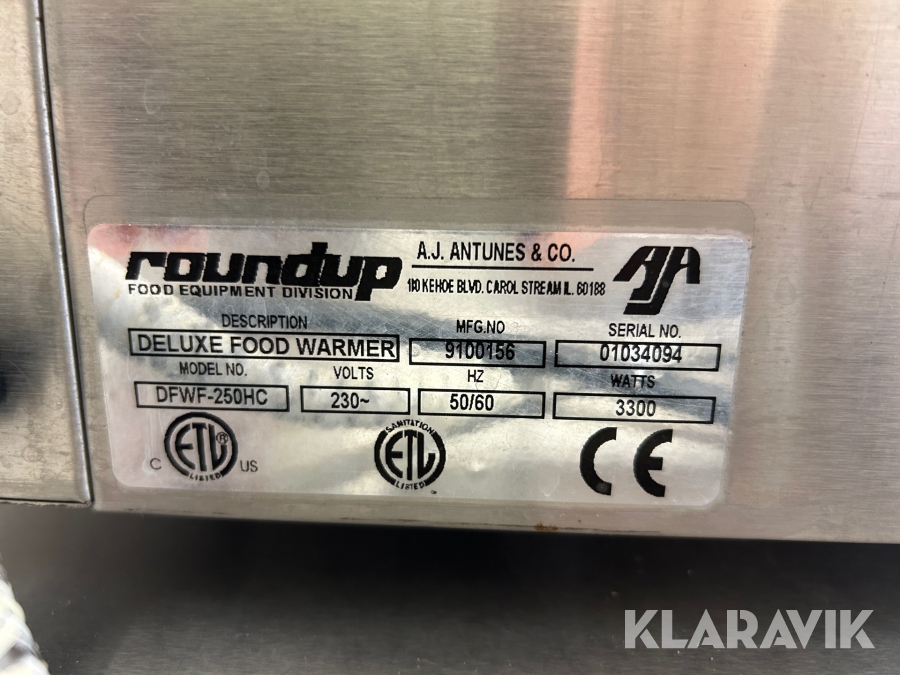 roundup
FOOD EQUIPMENT DIVISION
A.J. ANTUNES & CO.
180 KEHOE BLVD. CAROL STREAM IL. 60188
AJA
DESCRIPTION MFG.NO SERIAL NO.
DELUXE FOOD WARMER 9100156 01034094
MODEL NO. VOLTS HZ WATTS
DFWF-250HC 230~ 50/60 3300
C ETL ® LISTED US
SANITATION ETL LISTED
CE
KLARAVIK